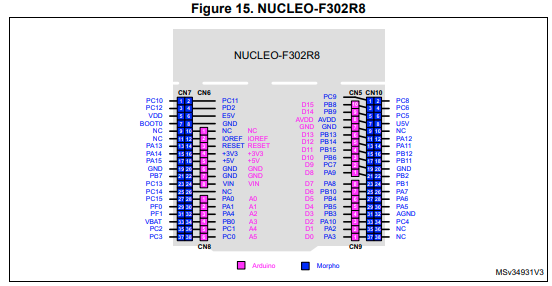 Figure 15. NUCLEO-F302R8
NUCLEO-F302R8
CN7 CN6 CN5 CN10
PC10 PC11 PC9 PC8
PC12 PD2 D15 PB8 PC6
VDD E5V D14 PB9 PC5
BOOT0 GND AVDD AVDD U5V
NC NC NC GND GND NC
NC IOREF IOREF D13 PB13 PA12
PA13 RESET RESET D12 PB14 PA11
PA14 +3V3 +3V3 D11 PB15 PB12
PA15 +5V +5V D10 PB6 PB11
GND GND GND D9 PC7 GND
PB7 GND GND D8 PA9 PB2
PC13 VIN VIN D7 PA8 PB1
PC14 NC D6 PB10 PA7
PC15 PA0 A0 D5 PB4 PA6
PF0 PA1 A1 D4 PB5 PA5
PF1 PA4 A2 D3 PB3 AGND
VBAT PB0 A3 D2 PA10 PC4
PC2 PC1 A4 D1 PA2 NC
PC3 PC0 A5 D0 PA3 NC
CN8 CN9
Arduino Morpho
MSv34931V3